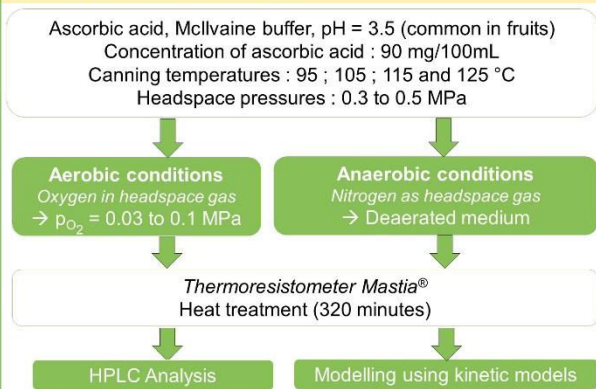 Ascorbic acid, McIlvaine buffer, pH = 3.5 (common in fruits)
Concentration of ascorbic acid : 90 mg/100mL
Canning temperatures : 95 ; 105 ; 115 and 125 °C
Headspace pressures : 0.3 to 0.5 MPa
Aerobic conditions
Oxygen in headspace gas
→ pO₂ = 0.03 to 0.1 MPa
Anaerobic conditions
Nitrogen as headspace gas
→ Deaerated medium
Thermoresistometer Mastia®
Heat treatment (320 minutes)
HPLC Analysis
Modelling using kinetic models